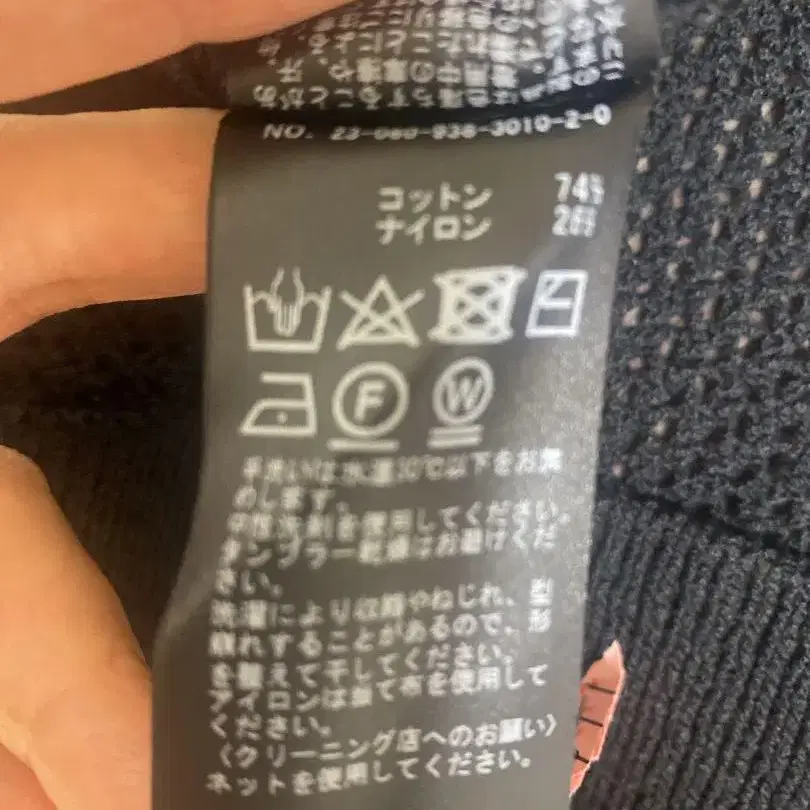 NO. 23-080-938-3010-2-0
コットン 74%
ナイロン 26%
F
W
手洗いは水温30℃以下をお薦
めします。
中性洗剤を使用してください。
タンブラー乾燥はお避けくだ
さい。
洗濯により収縮やねじれ、型
崩れすることがあるので、形
を整えて干してください。
アイロンは当て布を使用して
ください。
〈クリーニング店へのお願い〉
ネットを使用してください。